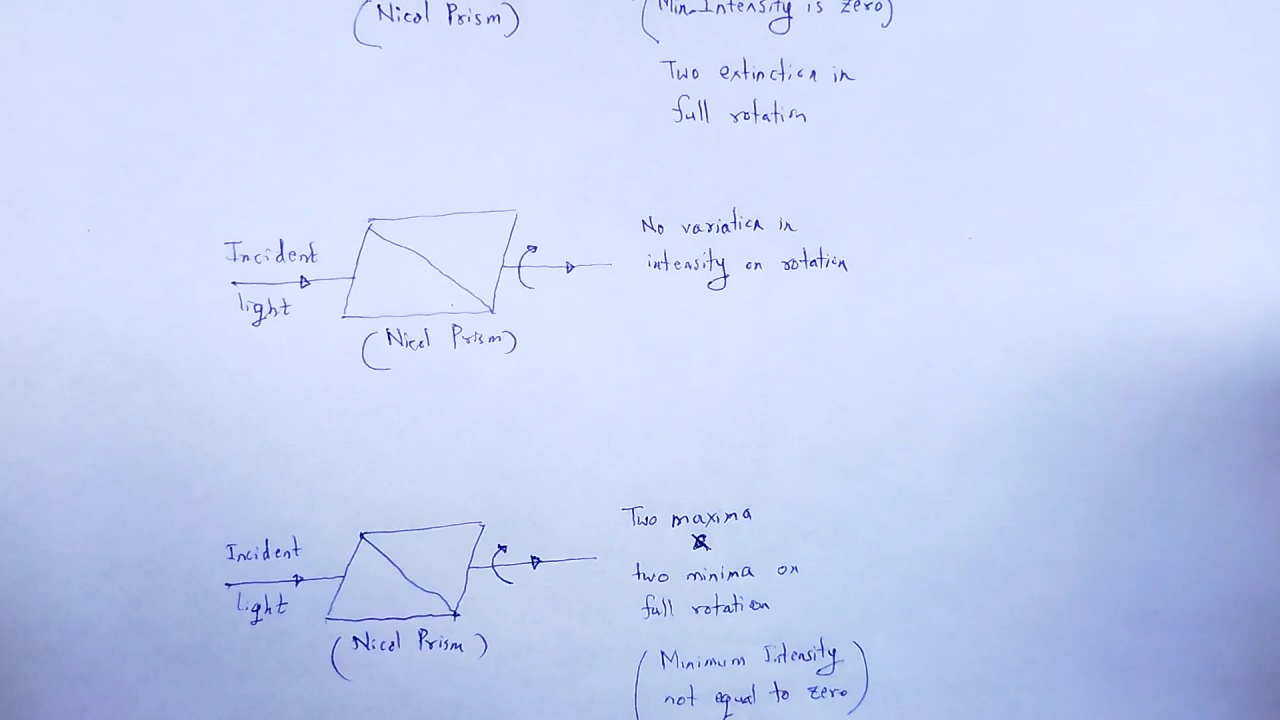 (Nicol Prism)
(Min. Intensity is zero)
Two extinction in
full rotation
Incident
light
(Nicol Prism)
No variation in
intensity on rotation
Incident
light
(Nicol Prism)
Two maxima
&
two minima on
full rotation
(Minimum Intensity
not equal to zero)